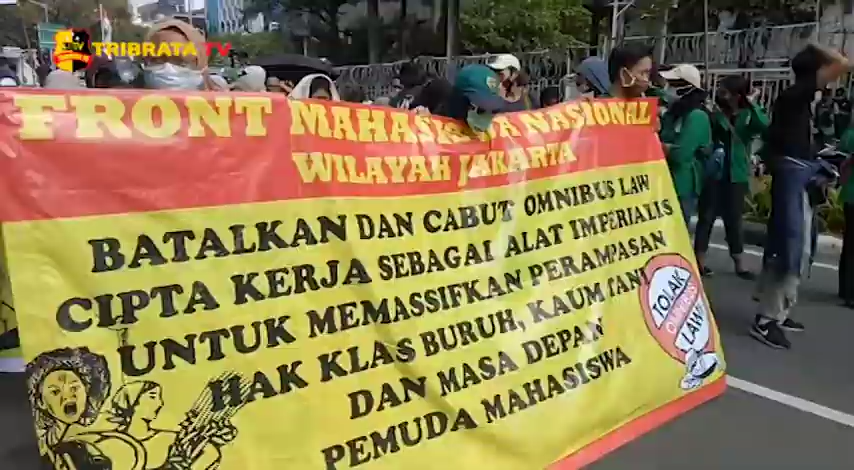 TRIBRATA TV
FRONT MAHASISWA NASIONAL
WILAYAH JAKARTA
BATALKAN DAN CABUT OMNIBUS LAW
CIPTA KERJA SEBAGAI ALAT IMPERIALIS
UNTUK MEMASSIFKAN PERAMPASAN
HAK KLAS BURUH, KAUM TANI
DAN MASA DEPAN
PEMUDA MAHASISWA
TOLAK
OMNIBUS
LAW